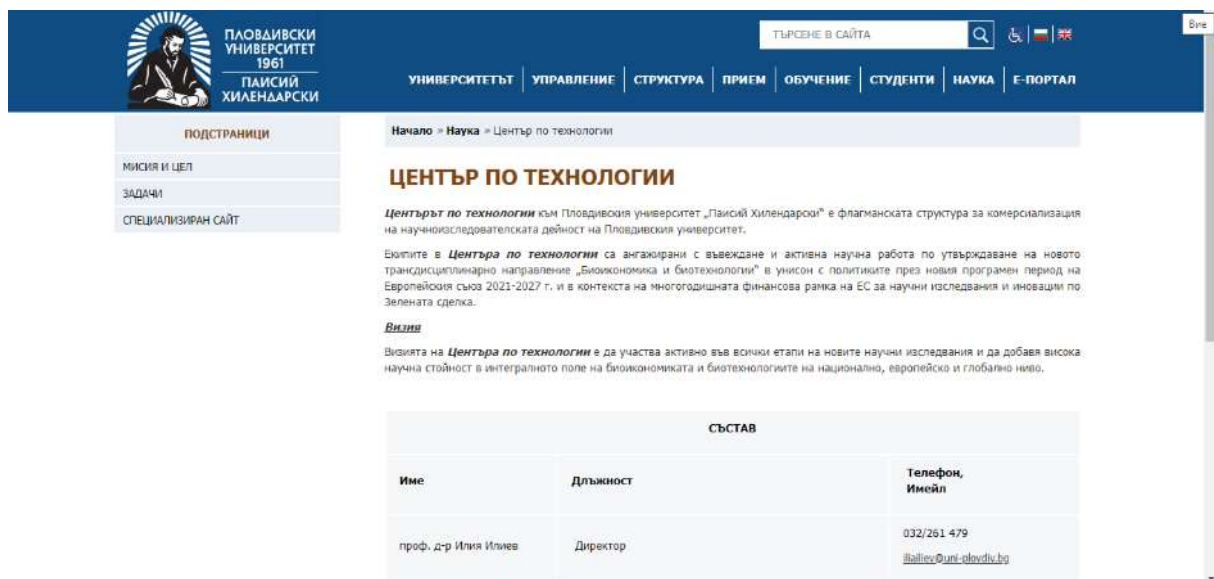 ПЛОВДИВСКИ
УНИВЕРСИТЕТ
1961
ПАИСИЙ
ХИЛЕНДАРСКИ
ТЪРСЕНЕ В САЙТА
Вие
УНИВЕРСИТЕТЪТ УПРАВЛЕНИЕ СТРУКТУРА ПРИЕМ ОБУЧЕНИЕ СТУДЕНТИ НАУКА Е-ПОРТАЛ
ПОДСТРАНИЦИ
МИСИЯ И ЦЕЛ
ЗАДАЧИ
СПЕЦИАЛИЗИРАН САЙТ
Начало » Наука » Център по технологии
ЦЕНТЪР ПО ТЕХНОЛОГИИ
Центърът по технологии към Пловдивския университет „Паисий Хилендарски“ е флагманската структура за комерсиализация
на научноизследователската дейност на Пловдивския университет.
Екипите в Центъра по технологии са ангажирани с въвеждане и активна научна работа по утвърждаване на новото
трансдисциплинарно направление „Биоикономика и биотехнологии“ в унисон с политиките през новия програмен период на
Европейския съюз 2021-2027 г. и в контекста на многогодишната финансова рамка на ЕС за научни изследвания и иновации по
Зелената сделка.
Визия
Визията на Центъра по технологии е да участва активно във всички етапи на новите научни изследвания и да добавя висока
научна стойност в интегралното поле на биоикономиката и биотехнологиите на национално, европейско и глобално ниво.
СЪСТАВ
Име Длъжност Телефон,
Имейл
проф. д-р Илия Илиев Директор 032/261 479
iliailiev@uni-plovdiv.bg